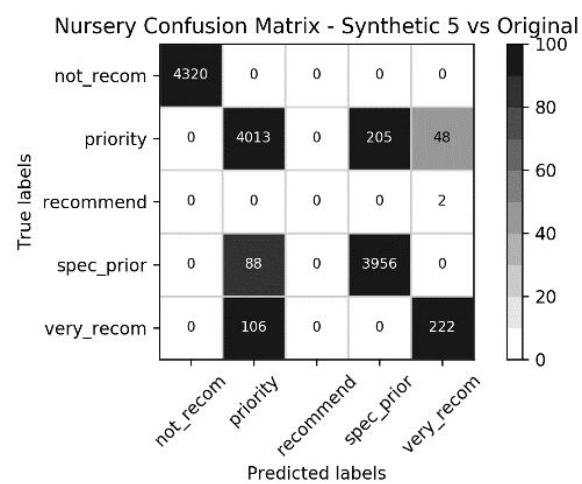 Nursery Confusion Matrix - Synthetic 5 vs Original
100
not_recom 4320 0 0 0 0
80
priority 0 4013 0 205 48
60
recommend 0 0 0 0 2
40
spec_prior 0 88 0 3956 0
20
very_recom 0 106 0 0 222
0
True labels
not_recom priority recommend spec_prior very_recom
Predicted labels